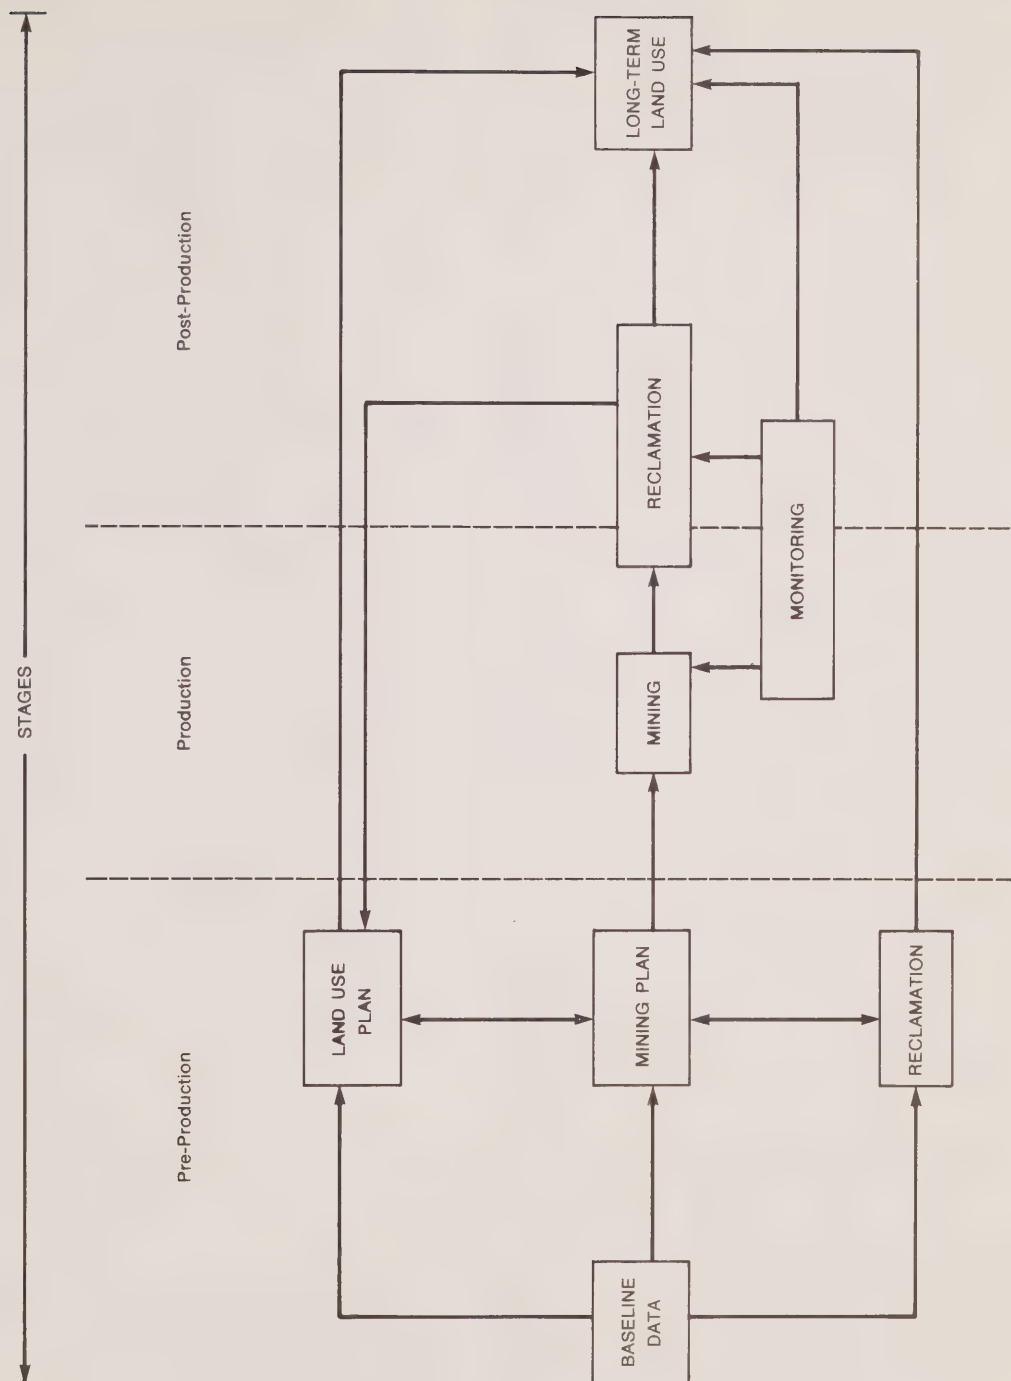 STAGES
Pre-Production
Production
Post-Production
BASELINE
DATA
LAND USE
PLAN
MINING PLAN
RECLAMATION
MINING
RECLAMATION
MONITORING
LONG-TERM
LAND USE